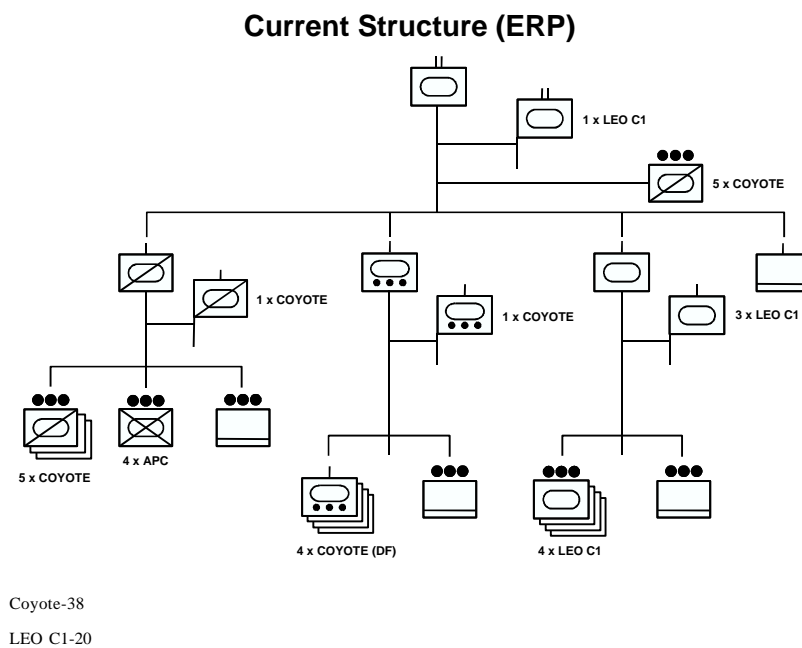 Current Structure (ERP)
1 x LEO C1
5 x COYOTE
1 x COYOTE
1 x COYOTE
3 x LEO C1
5 x COYOTE
4 x APC
4 x COYOTE (DF)
4 x LEO C1
Coyote-38
LEO C1-20